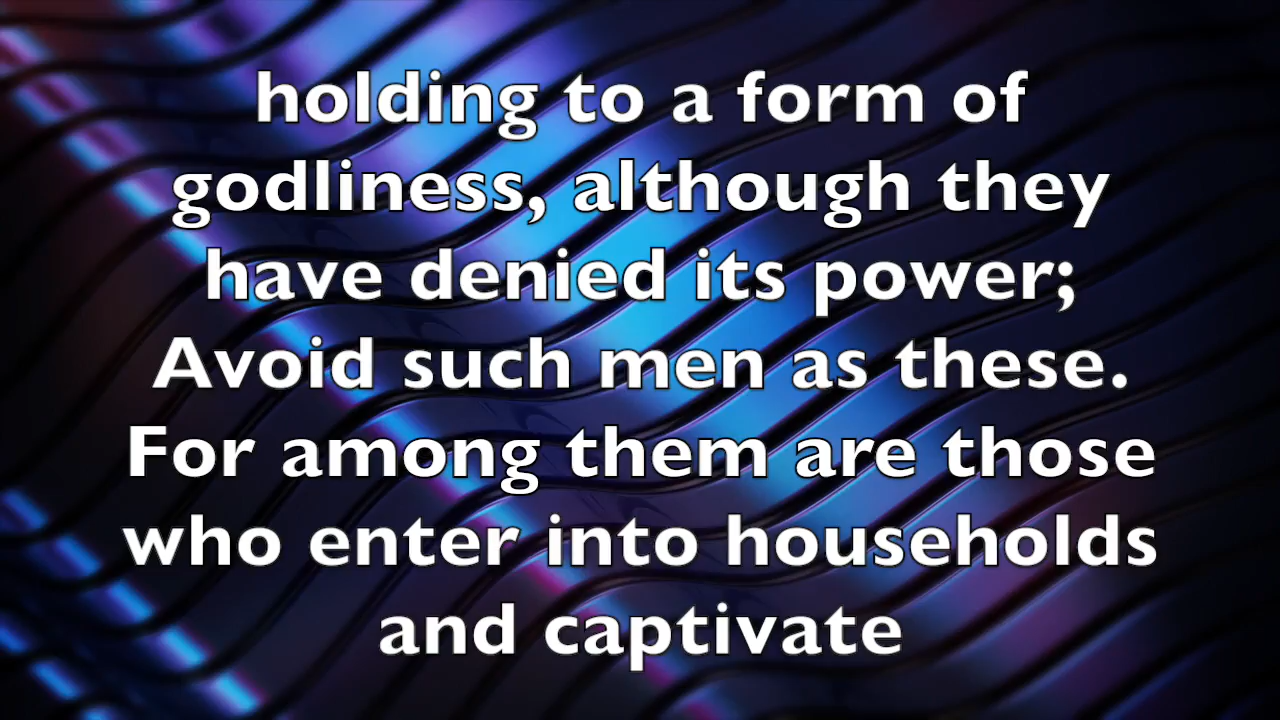 holding to a form of
godliness, although they
have denied its power;
Avoid such men as these.
For among them are those
who enter into households
and captivate